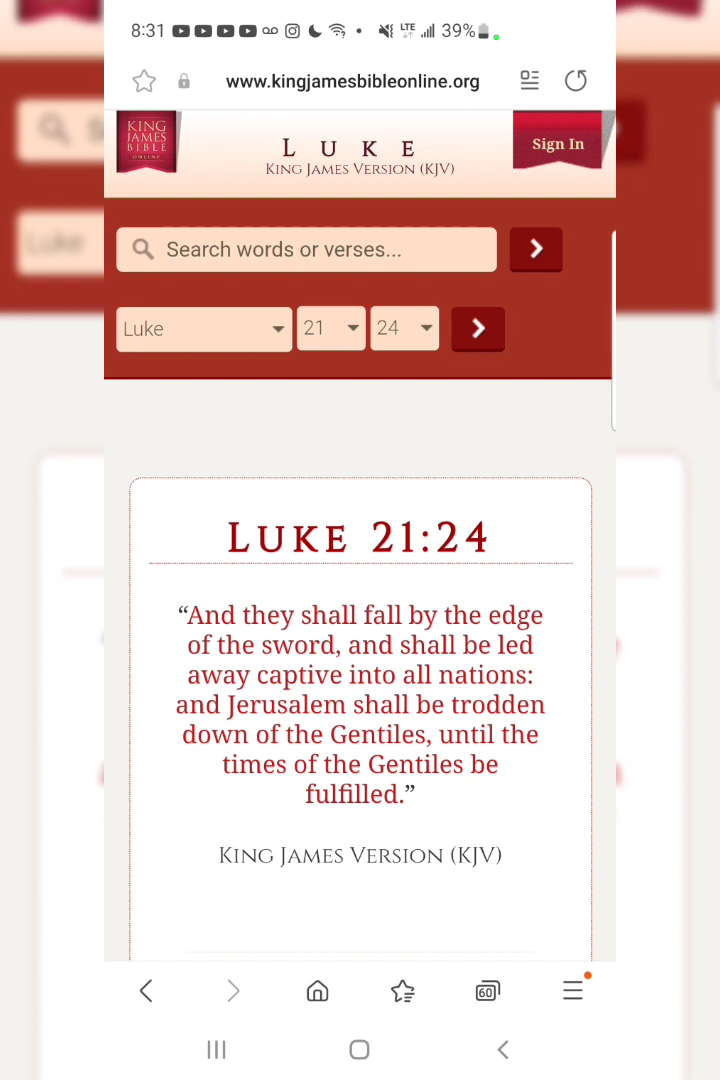 8:31 LTE 39%
www.kingjamesbibleonline.org
KING
JAMES
BIBLE
ONLINE
LUKE
KING JAMES VERSION (KJV)
Sign In
Search words or verses...
Luke 21 24
LUKE 21:24
“And they shall fall by the edge
of the sword, and shall be led
away captive into all nations:
and Jerusalem shall be trodden
down of the Gentiles, until the
times of the Gentiles be
fulfilled.”
KING JAMES VERSION (KJV)
60